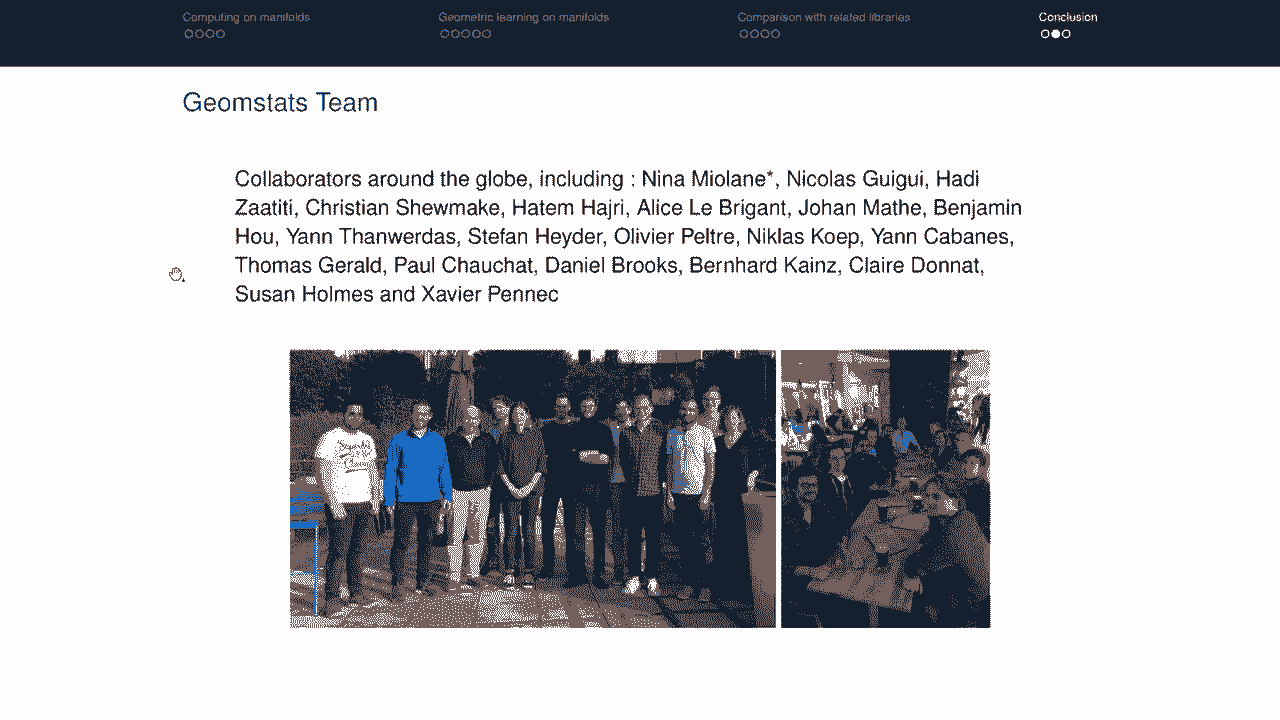 Computing on manifolds
Geometric learning on manifolds
Comparison with related libraries
Conclusion
Geomstats Team
Collaborators around the globe, including : Nina Miolane*, Nicolas Guigui, Hadi
Zaatiti, Christian Shewmake, Hatem Hajri, Alice Le Brigant, Johan Mathe, Benjamin
Hou, Yann Thanwerdas, Stefan Heyder, Olivier Peltre, Niklas Koep, Yann Cabanes,
Thomas Gerald, Paul Chauchat, Daniel Brooks, Bernhard Kainz, Claire Donnat,
Susan Holmes and Xavier Pennec